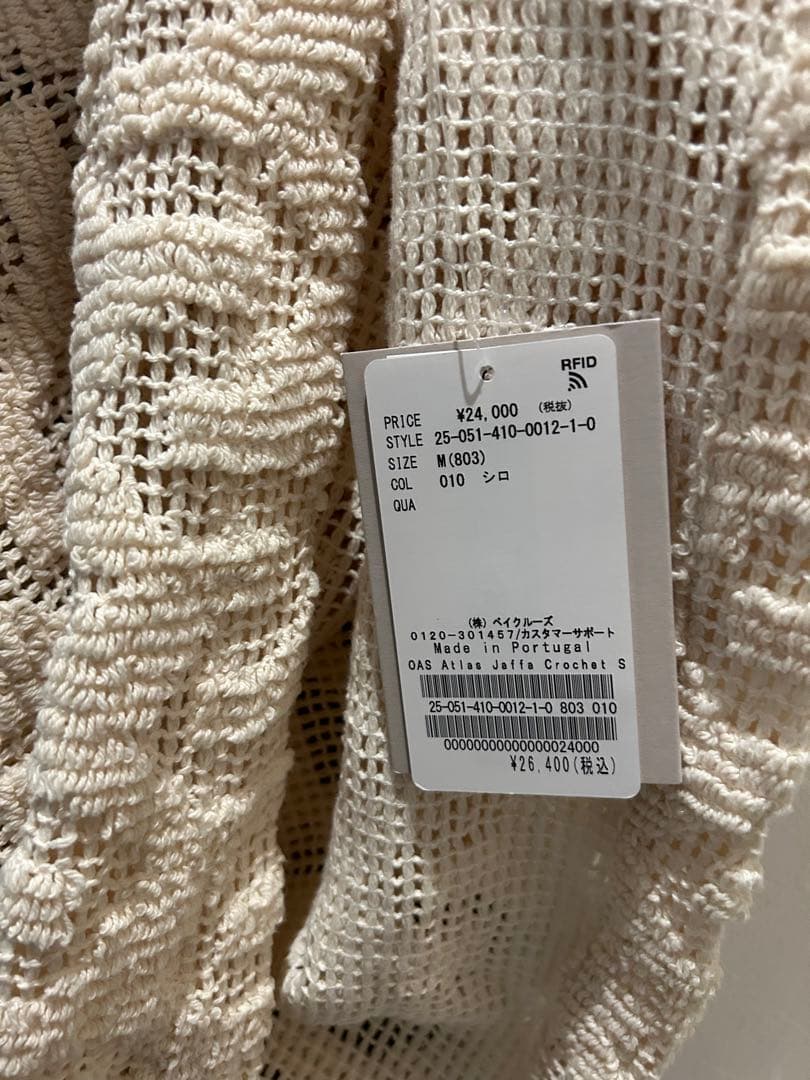 RFID
PRICE ¥24,000 (税抜)
STYLE 25-051-410-0012-1-0
SIZE M(803)
COL 010 シロ
QUA
(株) ベイクルーズ
0120-301457/カスタマーサポート
Made in Portugal
OAS Atlas Jaffa Crochet S
25-051-410-0012-1-0 803 010
00000000000000024000
¥26,400(税込)